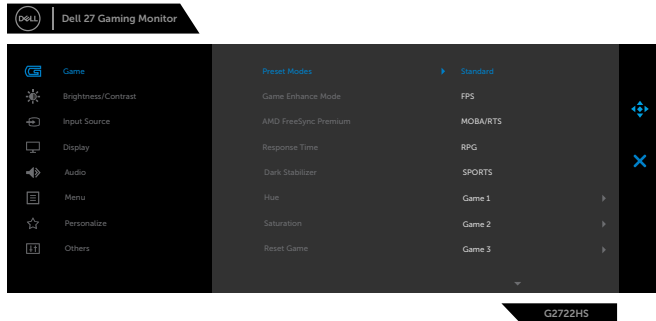 DELL
Dell 27 Gaming Monitor
Game
Preset Modes
Standard
Brightness/Contrast
Game Enhance Mode
FPS
Input Source
AMD FreeSync Premium
MOBA/RTS
Display
Response Time
RPG
Audio
Dark Stabilizer
SPORTS
Menu
Hue
Game 1
Personalize
Saturation
Game 2
Others
Reset Game
Game 3
G2722HS